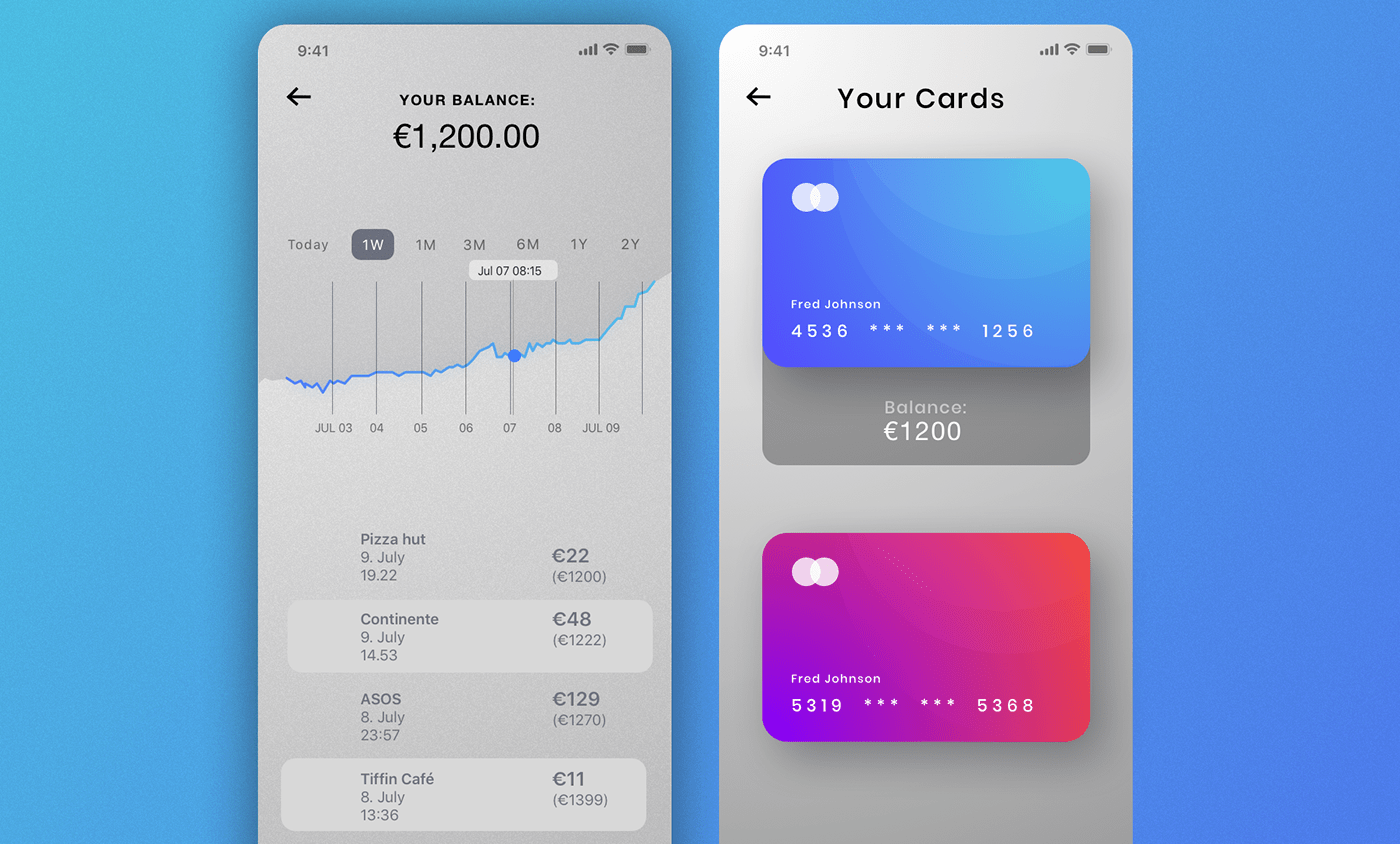 9:41
YOUR BALANCE:
€1,200.00
Today 1W 1M 3M 6M 1Y 2Y
Jul 07 08:15
JUL 03 04 05 06 07 08 JUL 09
Pizza hut
9. July
19.22
€22
(€1200)
Continente
9. July
14.53
€48
(€1222)
ASOS
8. July
23:57
€129
(€1270)
Tiffin Café
8. July
13:36
€11
(€1399)
9:41
Your Cards
Fred Johnson
4536 *** *** 1256
Balance:
€1200
Fred Johnson
5319 *** *** 5368